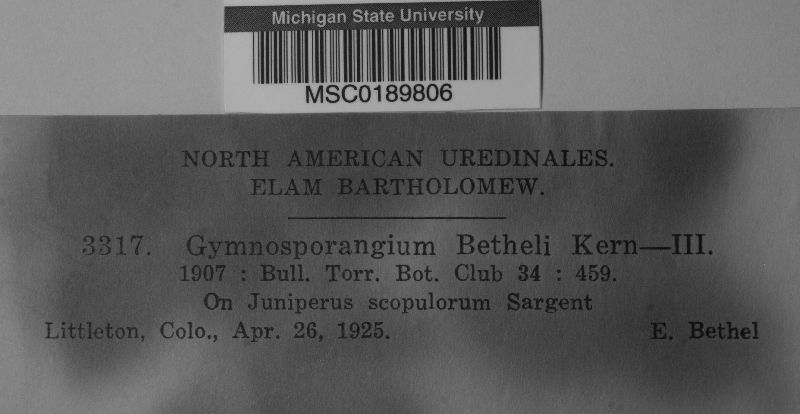 Michigan State University
MSC0189806
NORTH AMERICAN UREDINALES.
ELAM BARTHOLOMEW.
3317. Gymnosporangium Betheli Kern—III.
1907 : Bull. Torr. Bot. Club 34 : 459.
On Juniperus scopulorum Sargent
Littleton, Colo., Apr. 26, 1925. E. Bethel